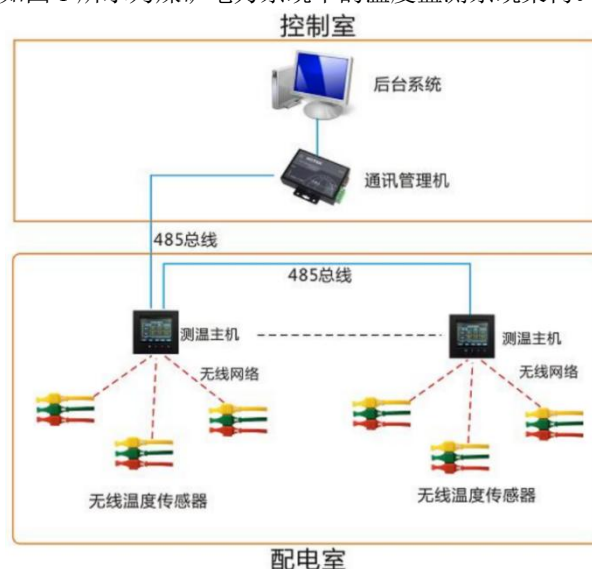 控制室
后台系统
通讯管理机
485总线
485总线
测温主机
测温主机
无线网络
无线网络
无线温度传感器
无线温度传感器
配电室